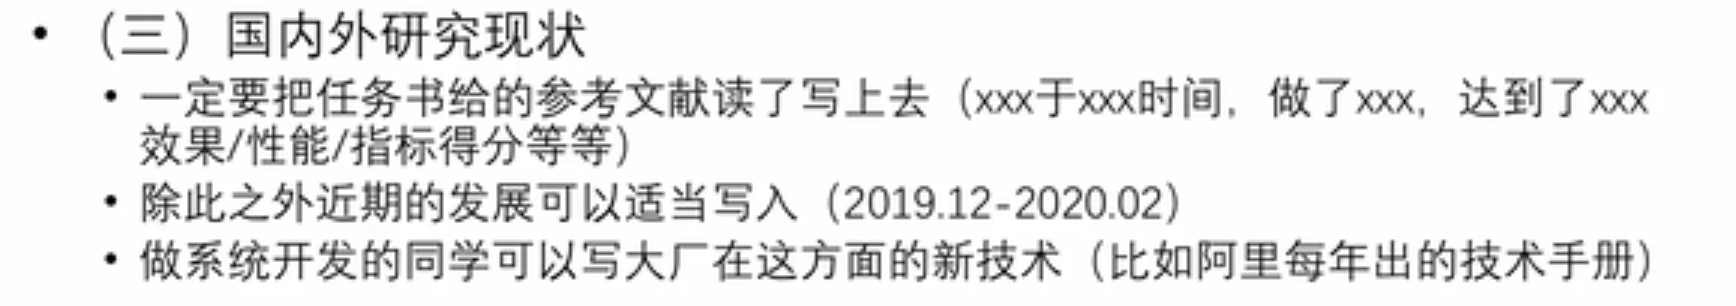 • （三）国内外研究现状
• 一定要把任务书给的参考文献读了写上去（xxx于xxx时间，做了xxx，达到了xxx
效果/性能/指标得分等等）
• 除此之外近期的发展可以适当写入（2019.12-2020.02）
• 做系统开发的同学可以写大厂在这方面的新技术（比如阿里每年出的技术手册）